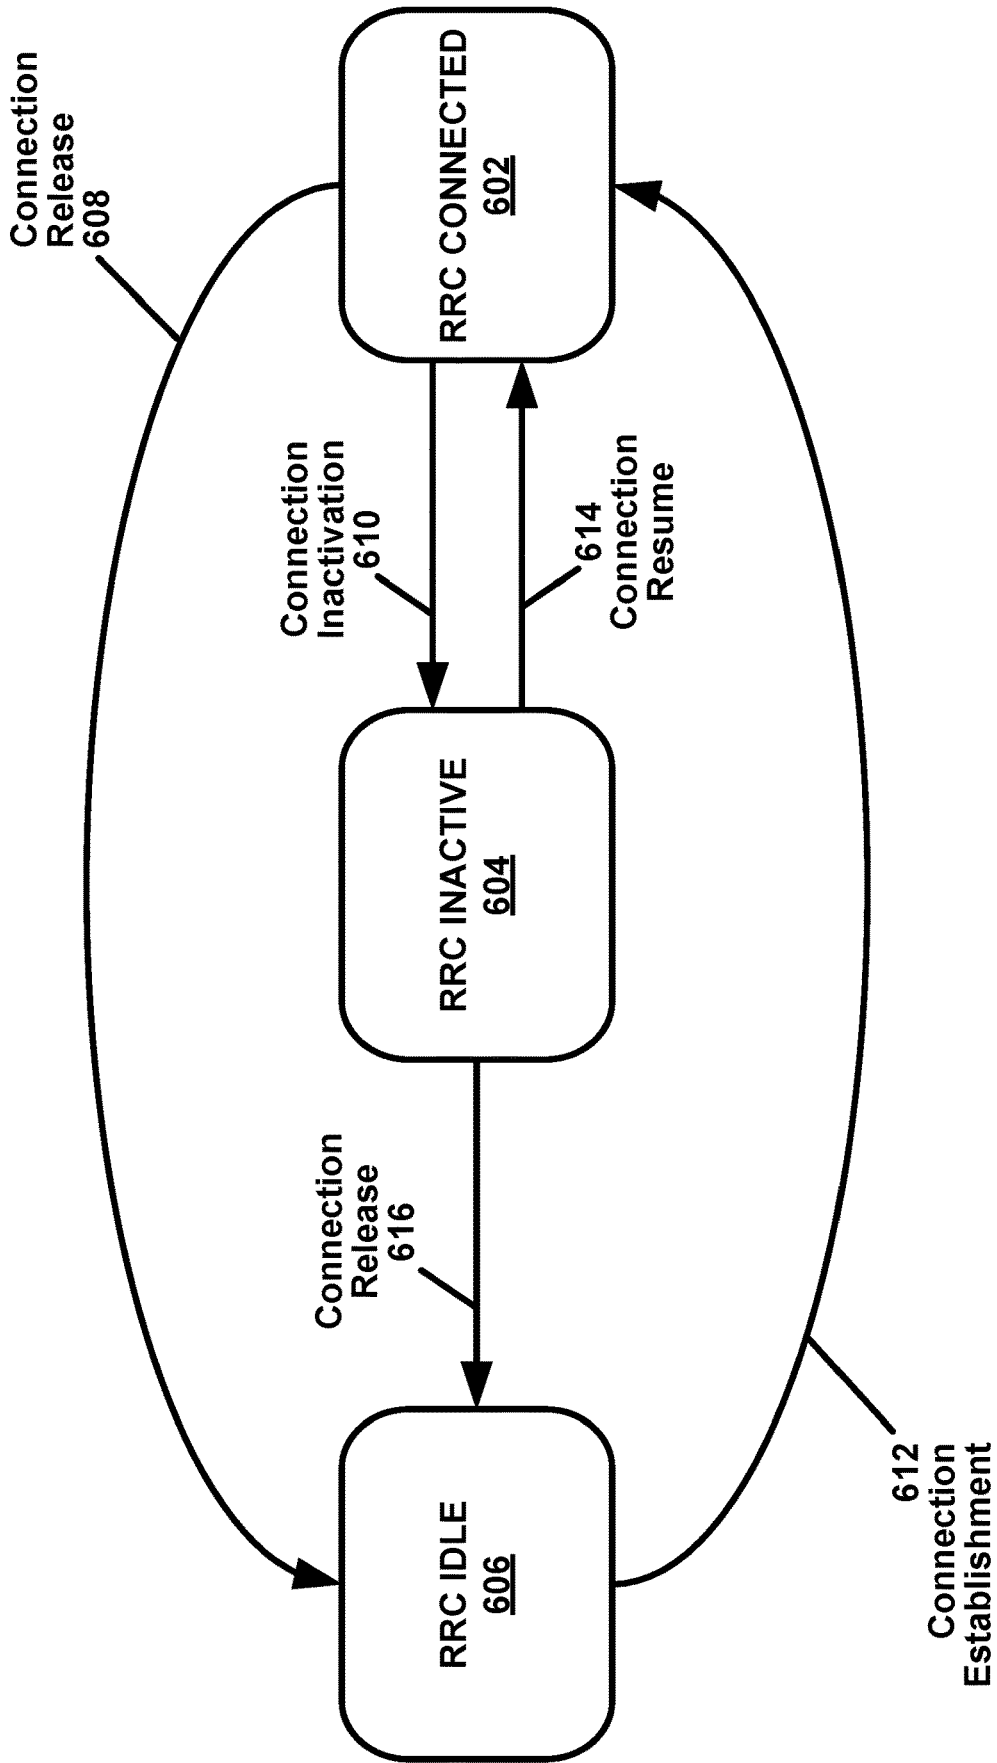 Connection
Release
608
Connection
Inactivation
610
Connection
Release
616
RRC IDLE
606
RRC INACTIVE
604
RRC CONNECTED
602
614
Connection
Resume
612
Connection
Establishment